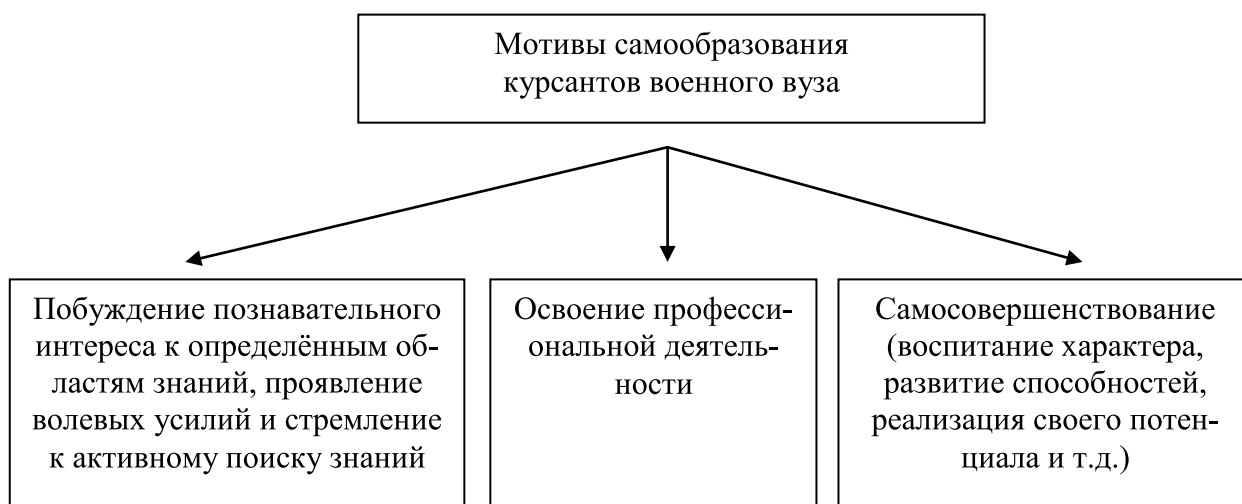 Мотивы самообразования
курсантов военного вуза
Побуждение познавательного
интереса к определённым об-
ластям знаний, проявление
волевых усилий и стремление
к активному поиску знаний
Освоение професси-
ональной деятель-
ности
Самосовершенствование
(воспитание характера,
развитие способностей,
реализация своего потен-
циала и т.д.)